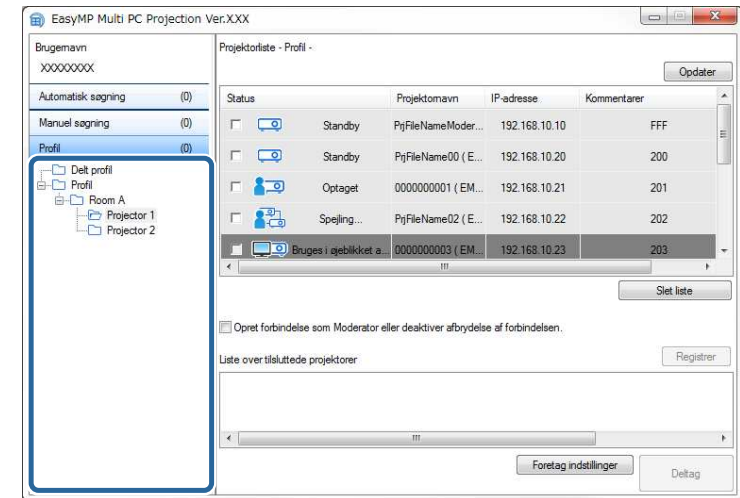 EasyMP Multi PC Projection Ver.XXX
Brugernavn
XXXXXXXX
Automatisk søgning (0)
Manuel søgning (0)
Profil (0)
Delt profil
Profil
Room A
Projector 1
Projector 2
Projektorliste - Profil -
Opdater
Status Projektornavn IP-adresse Kommentarer
Standby PrjFileNameModer... 192.168.10.10 FFF
Standby PrjFileName00 ( E... 192.168.10.20 200
Optaget 0000000001 ( EM... 192.168.10.21 201
Spejling... PrjFileName02 ( E... 192.168.10.22 202
Bruges i øjeblikket a... 0000000003 ( EM... 192.168.10.23 203
Slet liste
Opret forbindelse som Moderator eller deaktiver afbrydelse af forbindelsen.
Liste over tilsluttede projektorer
Registrer
Foretag indstillinger
Deltag